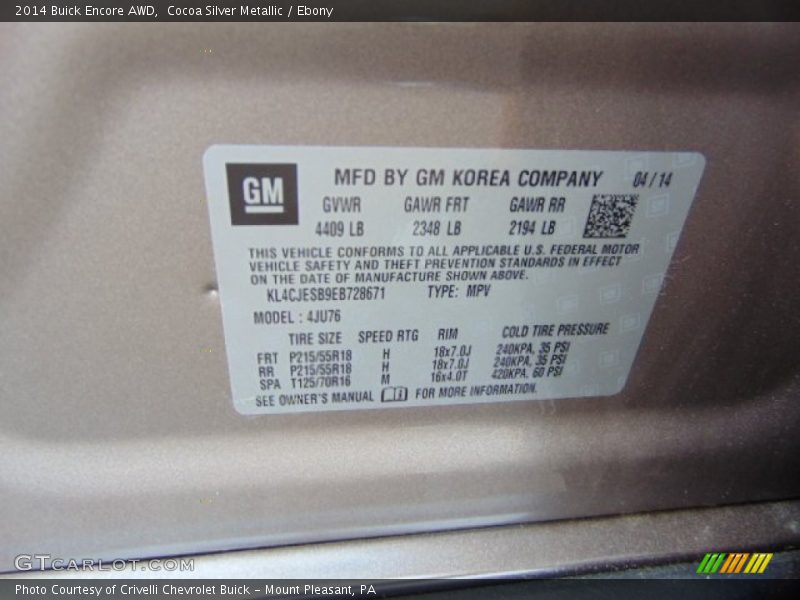 2014 Buick Encore AWD,  Cocoa Silver Metallic / Ebony
GM
MFD BY GM KOREA COMPANY 04/14
GVWR GAWR FRT GAWR RR
4409 LB 2348 LB 2194 LB
THIS VEHICLE CONFORMS TO ALL APPLICABLE U.S. FEDERAL MOTOR
VEHICLE SAFETY AND THEFT PREVENTION STANDARDS IN EFFECT
ON THE DATE OF MANUFACTURE SHOWN ABOVE.
KL4CJESB9EB728671 TYPE: MPV
MODEL : 4JU76
TIRE SIZE SPEED RTG RIM COLD TIRE PRESSURE
FRT P215/55R18 H 18x7.0J 240KPA, 35 PSI
RR P215/55R18 H 18x7.0J 240KPA, 35 PSI
SPA T125/70R16 M 16x4.0T 420KPA, 60 PSI
SEE OWNER'S MANUAL FOR MORE INFORMATION.
GTCARLOT.COM
Photo Courtesy of Crivelli Chevrolet Buick - Mount Pleasant, PA